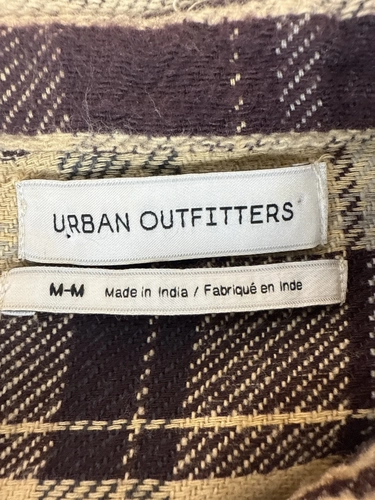 URBAN OUTFITTERS
M-M Made in India / Fabriqué en Inde